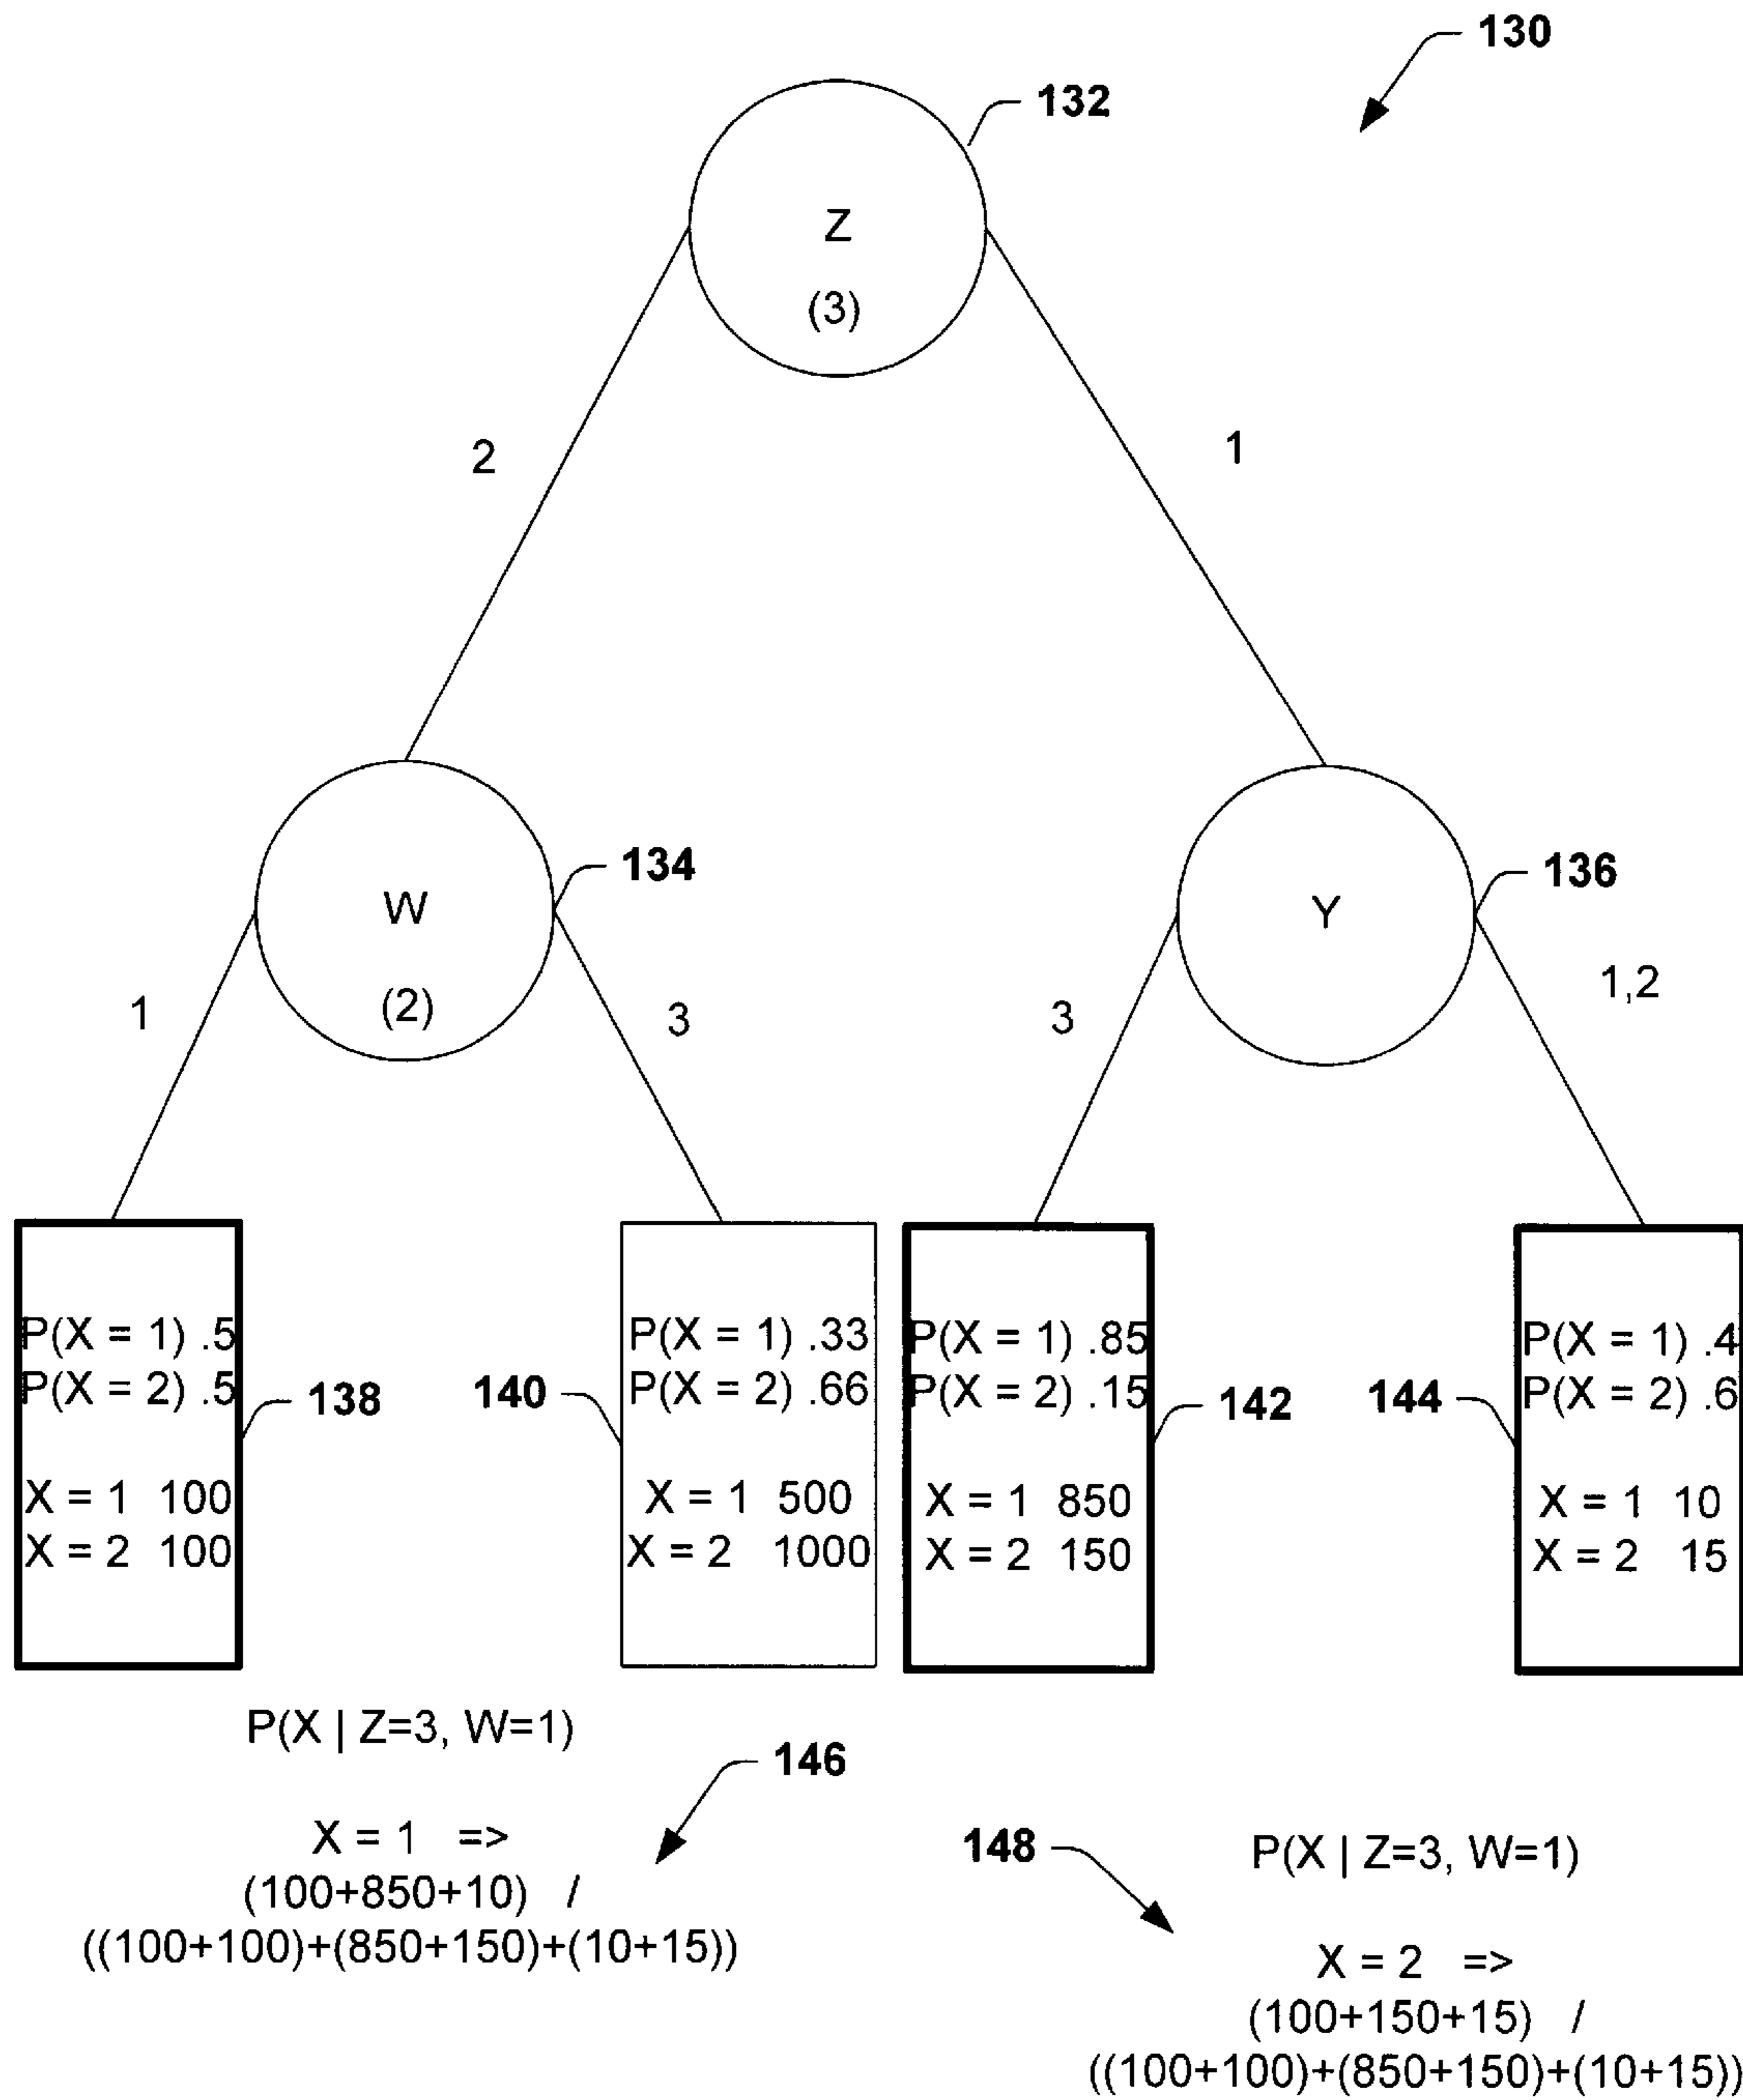 130
132
Z
(3)
2
1
134
W
(2)
136
Y
1
3
3
1,2
P(X = 1) .5
P(X = 2) .5
X = 1 100
X = 2 100
138
P(X = 1) .33
P(X = 2) .66
X = 1 500
X = 2 1000
140
P(X = 1) .85
P(X = 2) .15
X = 1 850
X = 2 150
142
P(X = 1) .4
P(X = 2) .6
X = 1 10
X = 2 15
144
P(X | Z=3, W=1)
146
X = 1 =>
(100+850+10) /
((100+100)+(850+150)+(10+15))
148
P(X | Z=3, W=1)
X = 2 =>
(100+150+15) /
((100+100)+(850+150)+(10+15))